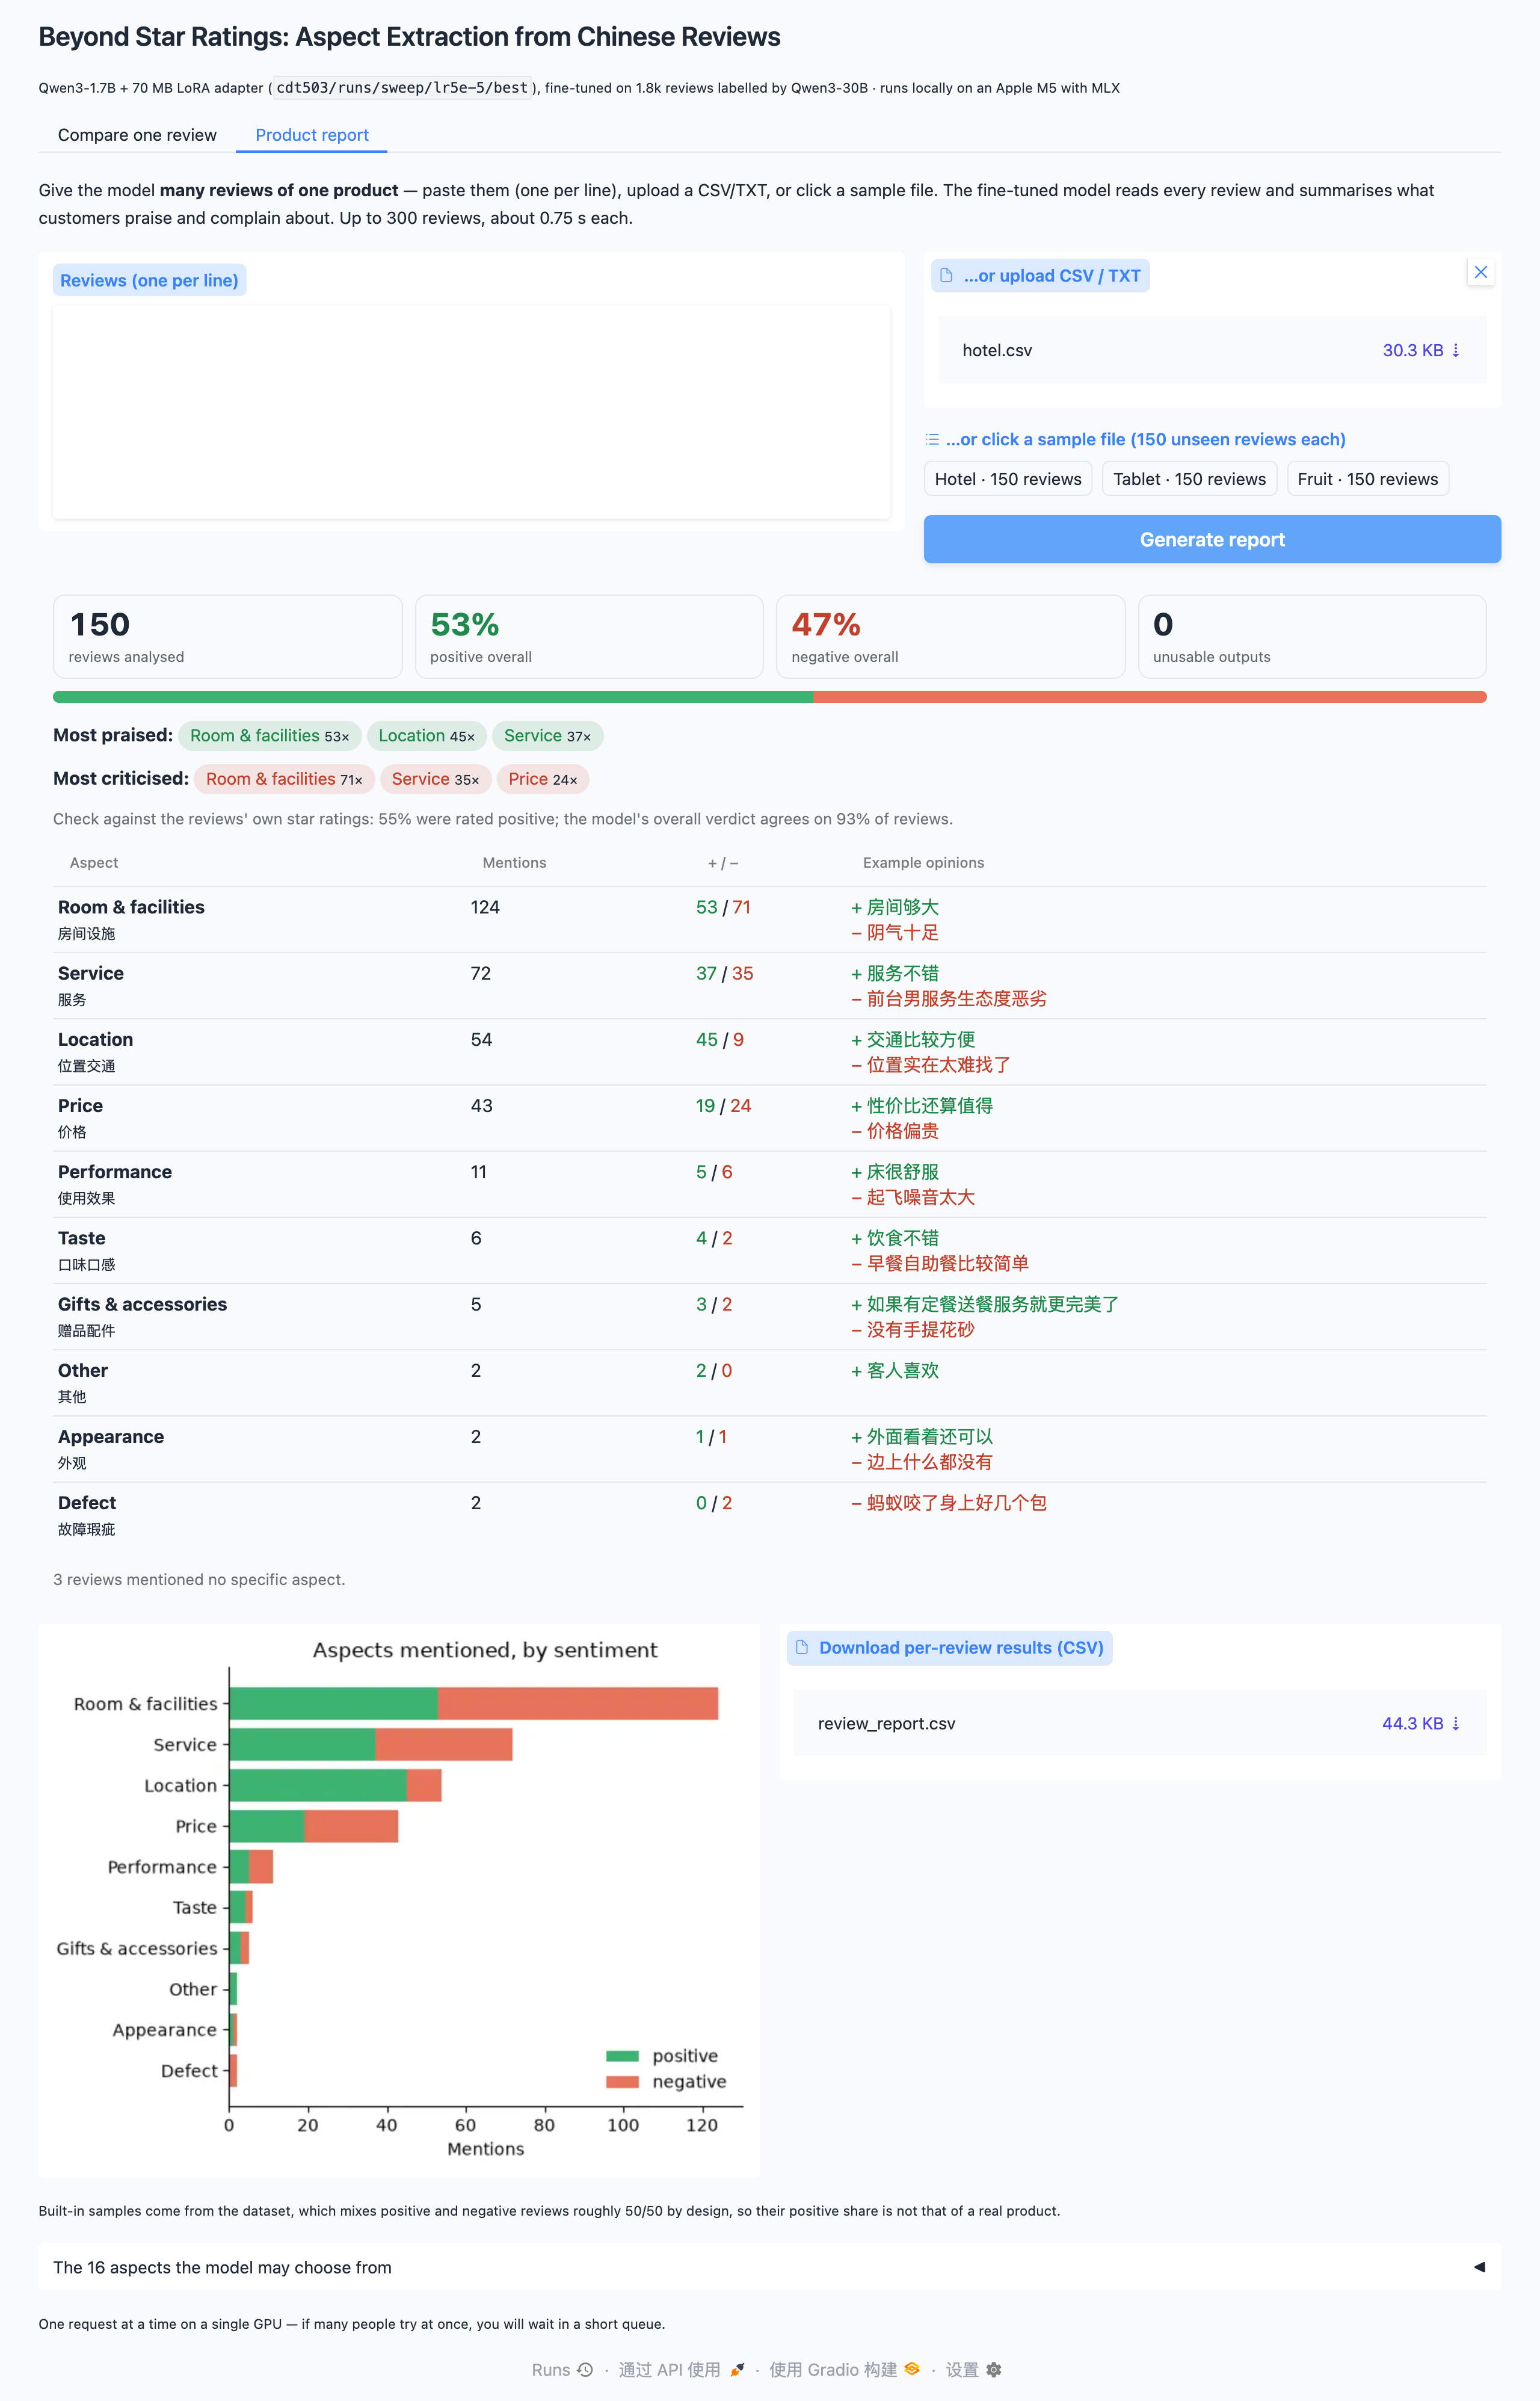 Beyond Star Ratings: Aspect Extraction from Chinese Reviews
Qwen3-1.7B + 70 MB LoRA adapter (cdt503/runs/sweep/lr5e-5/best), fine-tuned on 1.8k reviews labelled by Qwen3-30B · runs locally on an Apple M5 with MLX
Compare one review
Product report
Give the model many reviews of one product — paste them (one per line), upload a CSV/TXT, or click a sample file. The fine-tuned model reads every review and summarises what
customers praise and complain about. Up to 300 reviews, about 0.75 s each.
Reviews (one per line)
...or upload CSV / TXT
hotel.csv
30.3 KB ⇣
...or click a sample file (150 unseen reviews each)
Hotel · 150 reviews
Tablet · 150 reviews
Fruit · 150 reviews
Generate report
150
reviews analysed
53%
positive overall
47%
negative overall
0
unusable outputs
Most praised: Room & facilities 53× Location 45× Service 37×
Most criticised: Room & facilities 71× Service 35× Price 24×
Check against the reviews' own star ratings: 55% were rated positive; the model's overall verdict agrees on 93% of reviews.
Aspect Mentions + / – Example opinions
Room & facilities 124 53 / 71 + 房间够大
房间设施 – 阴气十足
Service 72 37 / 35 + 服务不错
服务 – 前台男服务生态度恶劣
Location 54 45 / 9 + 交通比较方便
位置交通 – 位置实在太难找了
Price 43 19 / 24 + 性价比还算值得
价格 – 价格偏贵
Performance 11 5 / 6 + 床很舒服
使用效果 – 起飞噪音太大
Taste 6 4 / 2 + 饮食不错
口味口感 – 早餐自助餐比较简单
Gifts & accessories 5 3 / 2 + 如果有定餐送餐服务就更完美了
赠品配件 – 没有手提花砂
Other 2 2 / 0 + 客人喜欢
其他
Appearance 2 1 / 1 + 外面看着还可以
外观 – 边上什么都没有
Defect 2 0 / 2 – 蚂蚁咬了身上好几个包
故障瑕疵
3 reviews mentioned no specific aspect.
Aspects mentioned, by sentiment
Room & facilities
Service
Location
Price
Performance
Taste
Gifts & accessories
Other
Appearance
Defect
positive
negative
0 20 40 60 80 100 120
Mentions
Download per-review results (CSV)
review_report.csv
44.3 KB ⇣
Built-in samples come from the dataset, which mixes positive and negative reviews roughly 50/50 by design, so their positive share is not that of a real product.
The 16 aspects the model may choose from
One request at a time on a single GPU — if many people try at once, you will wait in a short queue.
Runs · 通过 API 使用 · 使用 Gradio 构建 · 设置